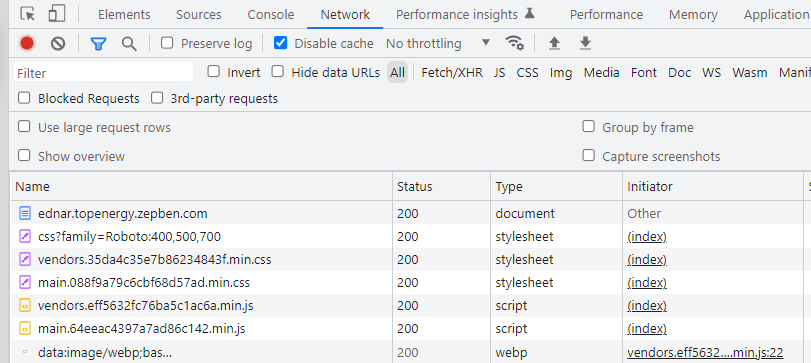 Elements Sources Console Network Performance insights Performance Memory Application
Preserve log Disable cache No throttling
Filter Invert Hide data URLs All Fetch/XHR JS CSS Img Media Font Doc WS Wasm Manif
Blocked Requests 3rd-party requests
Use large request rows Group by frame
Show overview Capture screenshots
Name Status Type Initiator
ednar.topenergy.zepben.com 200 document Other
css?family=Roboto:400,500,700 200 stylesheet (index)
vendors.35da4c35e7b86234843f.min.css 200 stylesheet (index)
main.088f9a79c6cbf68d57ad.min.css 200 stylesheet (index)
vendors.eff5632fc76ba5c1ac6a.min.js 200 script (index)
main.64eeac4397a7ad86c142.min.js 200 script (index)
data:image/webp;bas... 200 webp vendors.eff5632....min.js:22